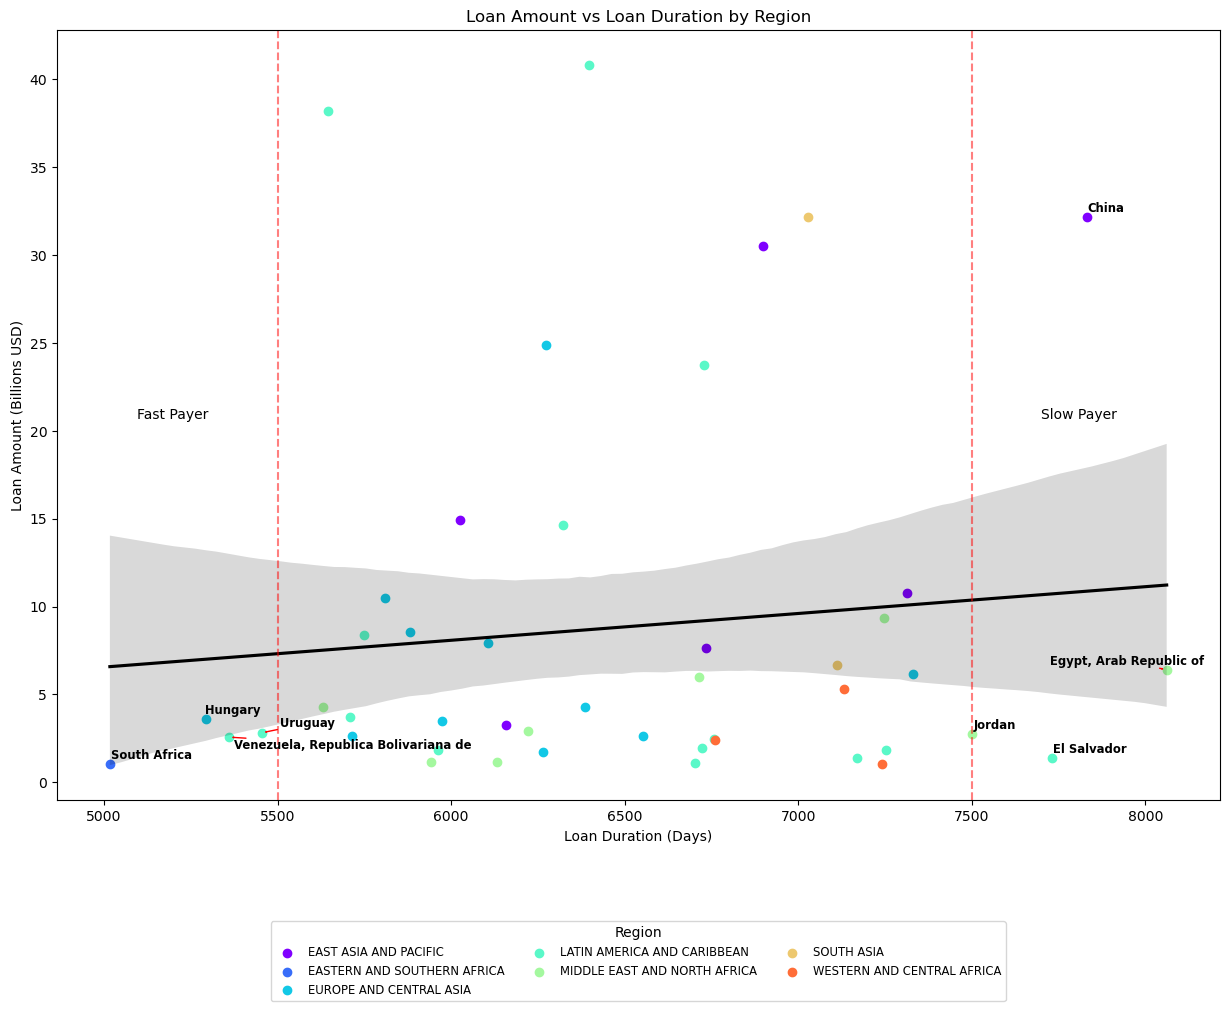 Loan Amount vs Loan Duration by Region
Loan Amount (Billions USD)
40
35
30
25
20
15
10
5
0
China
Fast Payer
Slow Payer
Egypt, Arab Republic of
Hungary
Uruguay
Jordan
Venezuela, Republica Bolivariana de
South Africa
El Salvador
5000
5500
6000
6500
7000
7500
8000
Loan Duration (Days)
Region
EAST ASIA AND PACIFIC
EASTERN AND SOUTHERN AFRICA
EUROPE AND CENTRAL ASIA
LATIN AMERICA AND CARIBBEAN
MIDDLE EAST AND NORTH AFRICA
SOUTH ASIA
WESTERN AND CENTRAL AFRICA